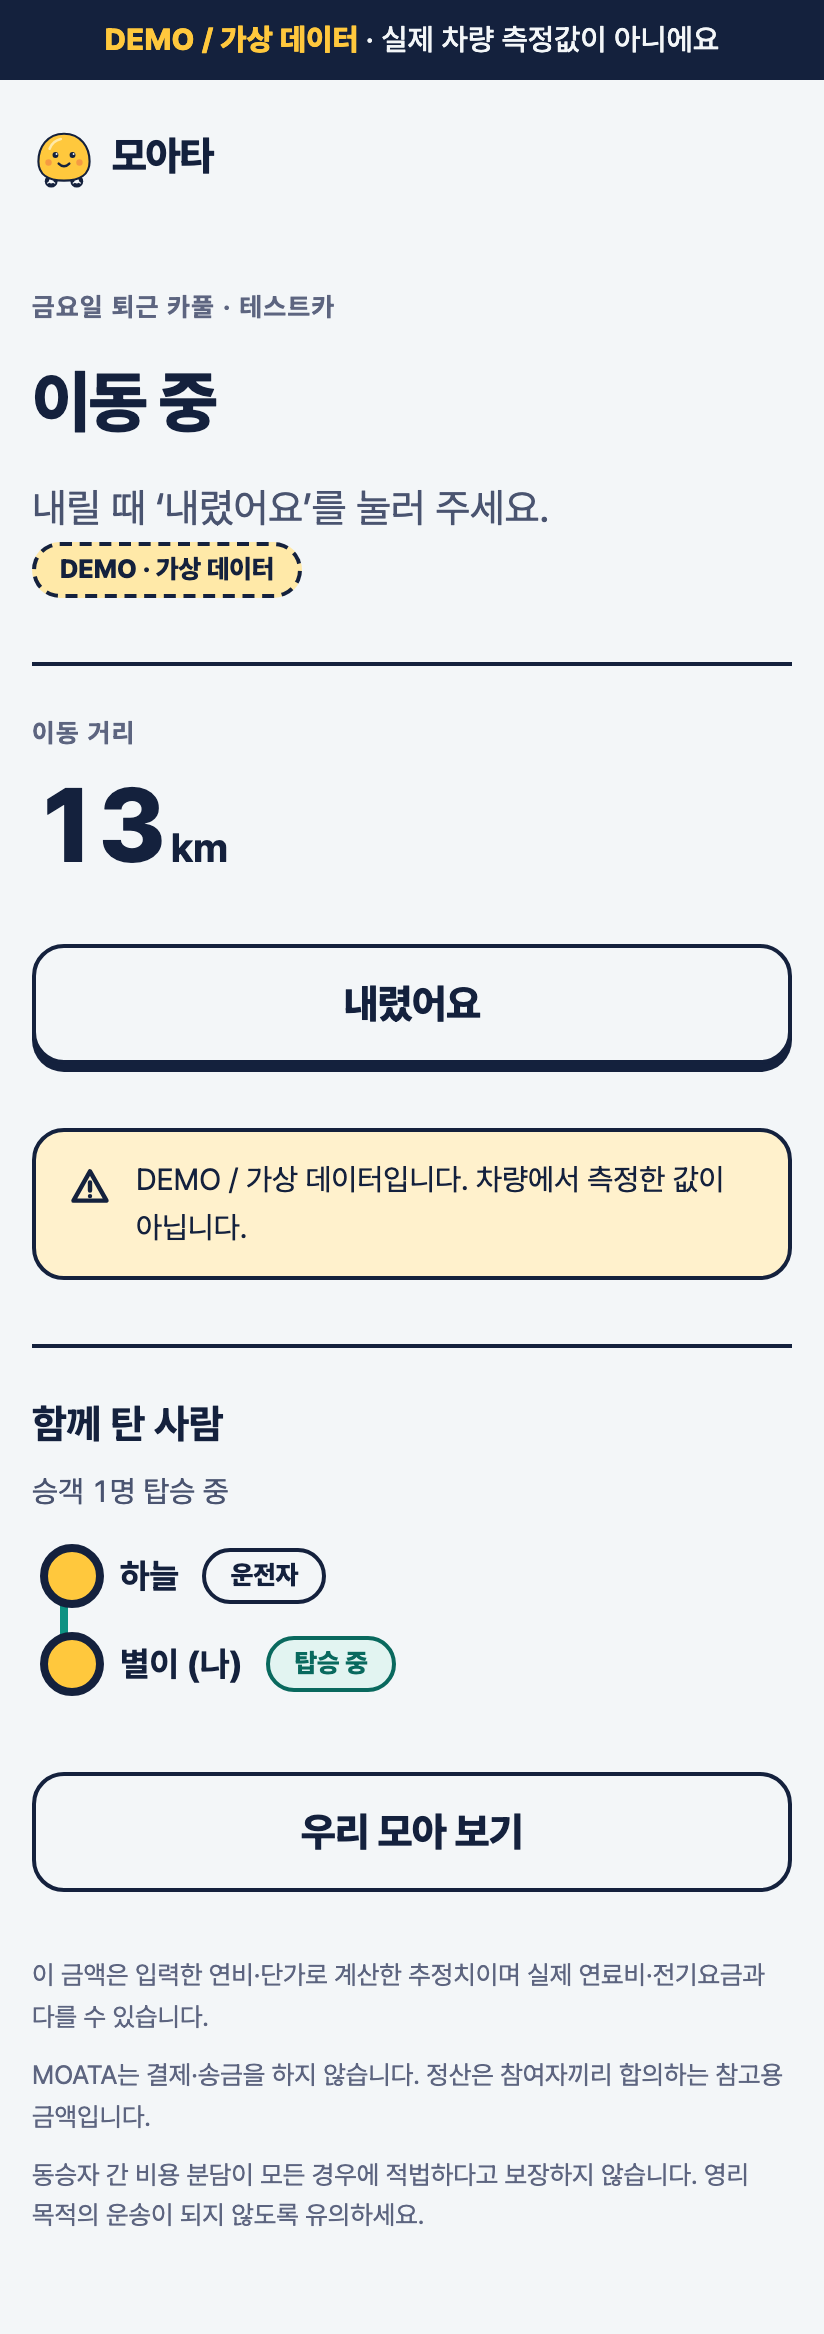 DEMO / 가상 데이터 · 실제 차량 측정값이 아니에요
모아타
금요일 퇴근 카풀 · 테스트카
이동 중
내릴 때 ‘내렸어요’를 눌러 주세요.
DEMO · 가상 데이터
이동 거리
13 km
내렸어요
DEMO / 가상 데이터입니다. 차량에서 측정한 값이
아닙니다.
함께 탄 사람
승객 1명 탑승 중
하늘 운전자
별이 (나) 탑승 중
우리 모아 보기
이 금액은 입력한 연비·단가로 계산한 추정치이며 실제 연료비·전기요금과
다를 수 있습니다.
MOATA는 결제·송금을 하지 않습니다. 정산은 참여자끼리 합의하는 참고용
금액입니다.
동승자 간 비용 분담이 모든 경우에 적법하다고 보장하지 않습니다. 영리
목적의 운송이 되지 않도록 유의하세요.